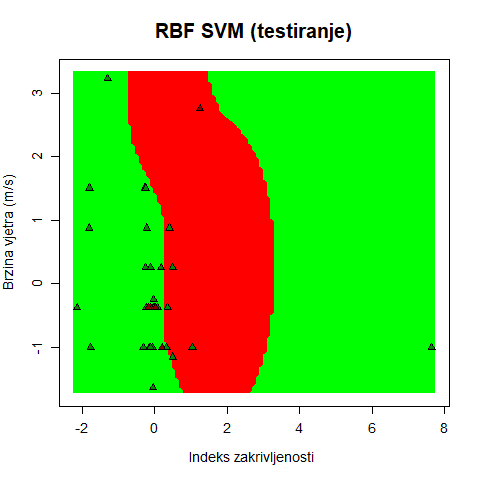 RBF SVM (testiranje)
Brzina vjetra (m/s)
3
2
1
0
-1
-2 0 2 4 6 8
Indeks zakrivljenosti